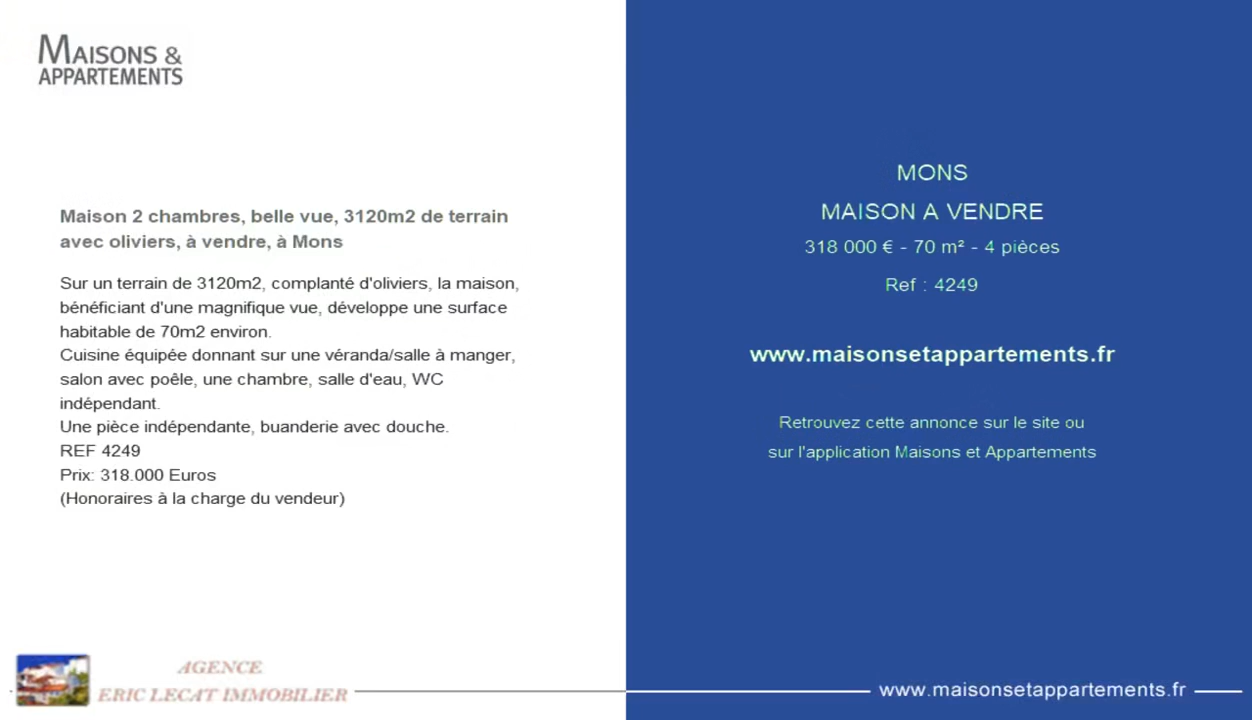 MAISONS &
APPARTEMENTS
Maison 2 chambres, belle vue, 3120m2 de terrain
avec oliviers, à vendre, à Mons
Sur un terrain de 3120m2, complanté d'oliviers, la maison,
bénéficiant d'une magnifique vue, développe une surface
habitable de 70m2 environ.
Cuisine équipée donnant sur une véranda/salle à manger,
salon avec poêle, une chambre, salle d'eau, WC
indépendant.
Une pièce indépendante, buanderie avec douche.
REF 4249
Prix: 318.000 Euros
(Honoraires à la charge du vendeur)
AGENCE
ERIC LECAT IMMOBILIER
MONS
MAISON A VENDRE
318 000 € - 70 m² - 4 pièces
Ref : 4249
www.maisonsetappartements.fr
Retrouvez cette annonce sur le site ou
sur l'application Maisons et Appartements
www.maisonsetappartements.fr